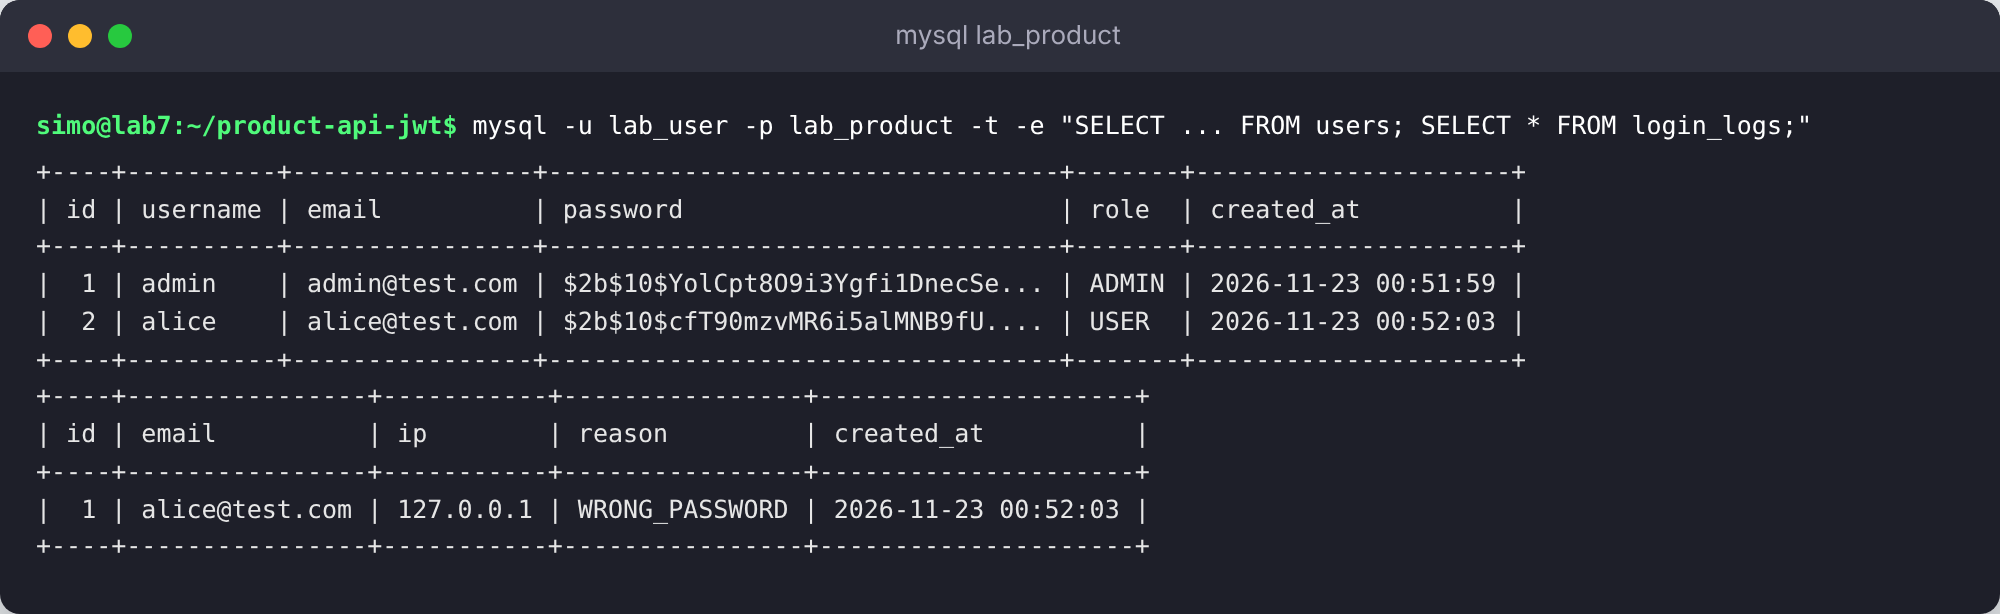 mysql lab_product
simo@lab7:~/product-api-jwt$ mysql -u lab_user -p lab_product -t -e "SELECT ... FROM users; SELECT * FROM login_logs;"
+----+----------+----------------+----------------------------------+-------+---------------------+
| id | username | email          | password                         | role  | created_at          |
+----+----------+----------------+----------------------------------+-------+---------------------+
|  1 | admin    | admin@test.com | $2b$10$YolCpt8O9i3Ygfi1DnecSe... | ADMIN | 2026-11-23 00:51:59 |
|  2 | alice    | alice@test.com | $2b$10$cfT90mzvMR6i5alMNB9fU.... | USER  | 2026-11-23 00:52:03 |
+----+----------+----------------+----------------------------------+-------+---------------------+
+----+----------------+-----------+----------------+---------------------+
| id | email          | ip        | reason         | created_at          |
+----+----------------+-----------+----------------+---------------------+
|  1 | alice@test.com | 127.0.0.1 | WRONG_PASSWORD | 2026-11-23 00:52:03 |
+----+----------------+-----------+----------------+---------------------+